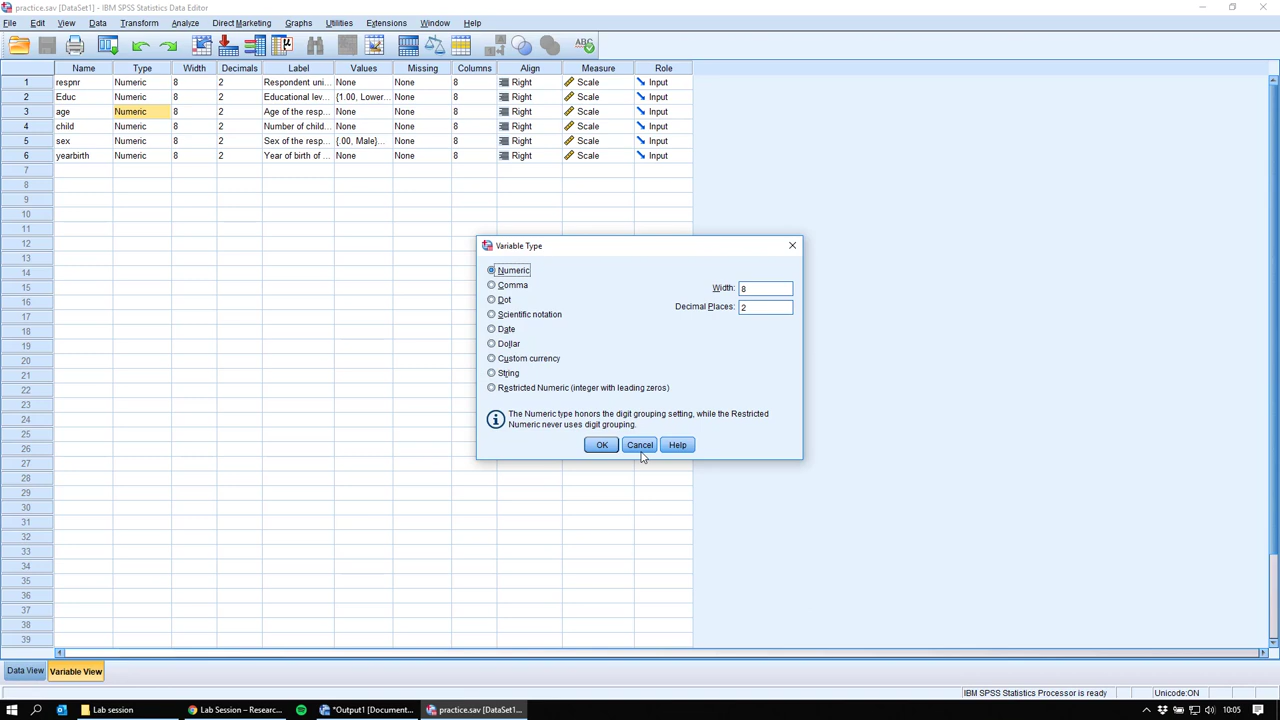 practice.sav [DataSet1] - IBM SPSS Statistics Data Editor
File Edit View Data Transform Analyze Direct Marketing Graphs Utilities Extensions Window Help
Name Type Width Decimals Label Values Missing Columns Align Measure Role
1 respnr Numeric 8 2 Respondent uni... None None 8 Right Scale Input
2 Educ Numeric 8 2 Educational lev... {1.00, Lower... None 8 Right Scale Input
3 age Numeric 8 2 Age of the resp... None None 8 Right Scale Input
4 child Numeric 8 2 Number of child... None None 8 Right Scale Input
5 sex Numeric 8 2 Sex of the resp... {.00, Male}... None 8 Right Scale Input
6 yearbirth Numeric 8 2 Year of birth of ... None None 8 Right Scale Input
7
8
9
10
11
12
13
14
15
16
17
18
19
20
21
22
23
24
25
26
27
28
29
30
31
32
33
34
35
36
37
38
39
Variable Type
Numeric
Comma
Width: 8
Dot
Decimal Places: 2
Scientific notation
Date
Dollar
Custom currency
String
Restricted Numeric (integer with leading zeros)
The Numeric type honors the digit grouping setting, while the Restricted
Numeric never uses digit grouping.
OK Cancel Help
Data View Variable View
IBM SPSS Statistics Processor is ready Unicode:ON
Lab session Lab Session – Researc... *Output1 [Document... practice.sav [DataSet1... 10:05